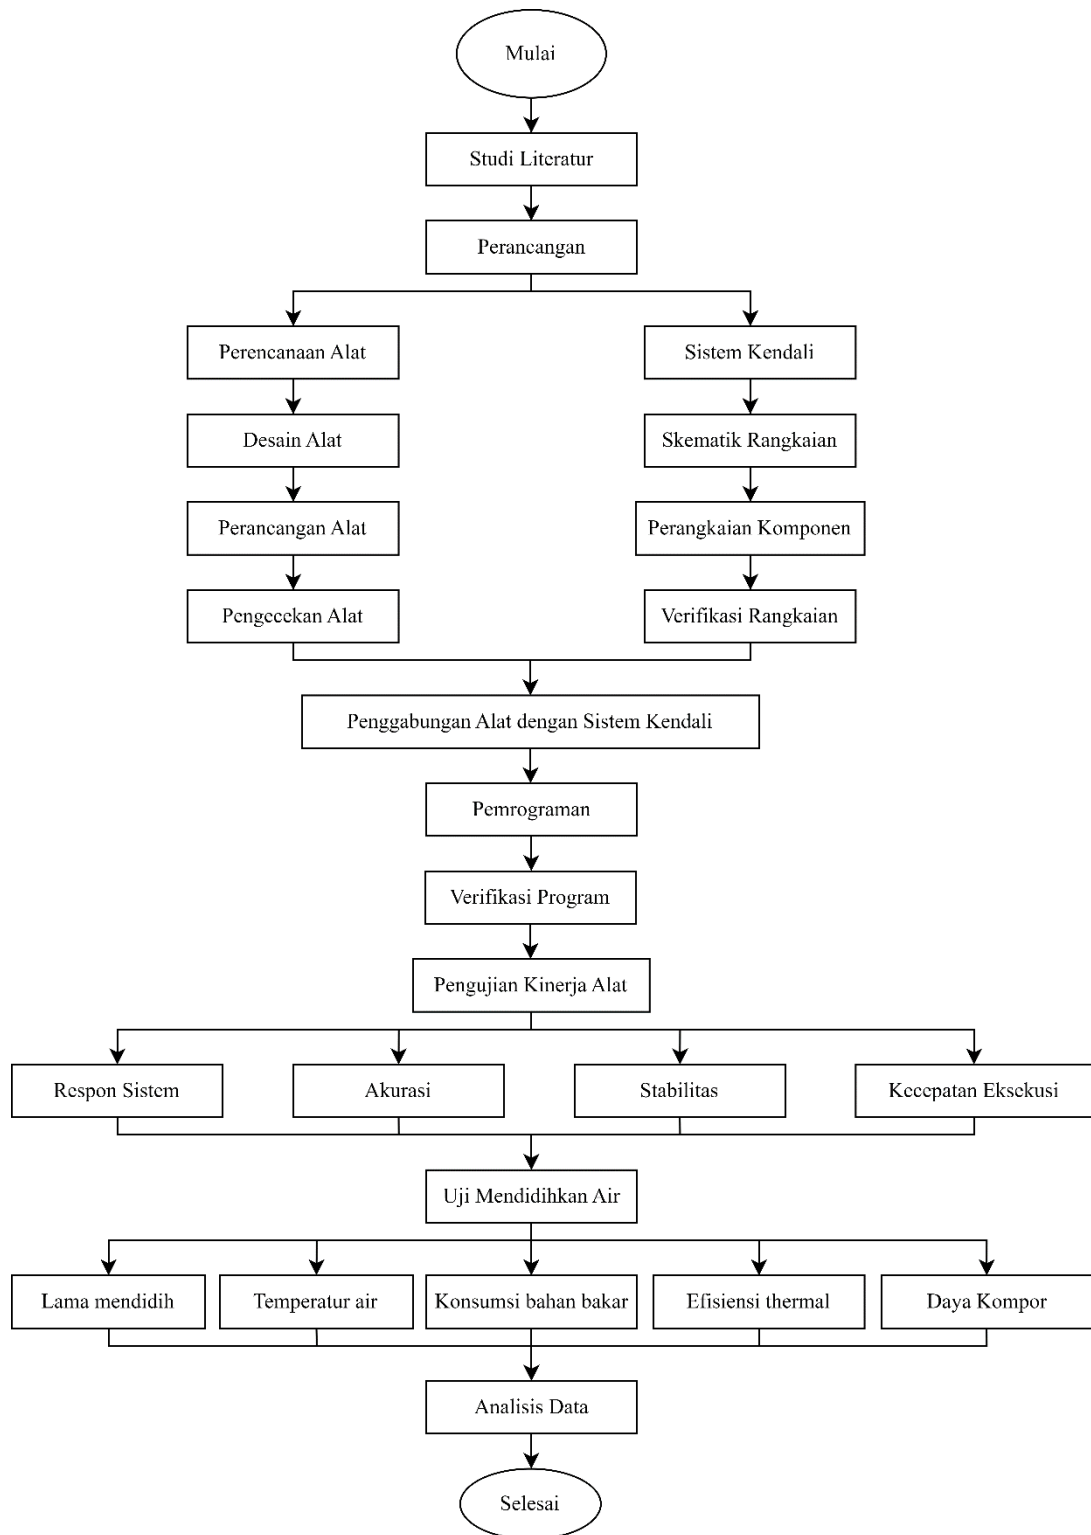 Mulai
Studi Literatur
Perancangan
Perencanaan Alat
Sistem Kendali
Desain Alat
Skematik Rangkaian
Perancangan Alat
Perangkaian Komponen
Pengecekan Alat
Verifikasi Rangkaian
Penggabungan Alat dengan Sistem Kendali
Pemrograman
Verifikasi Program
Pengujian Kinerja Alat
Respon Sistem
Akurasi
Stabilitas
Kecepatan Eksekusi
Uji Mendidihkan Air
Lama mendidih
Temperatur air
Konsumsi bahan bakar
Efisiensi thermal
Daya Kompor
Analisis Data
Selesai